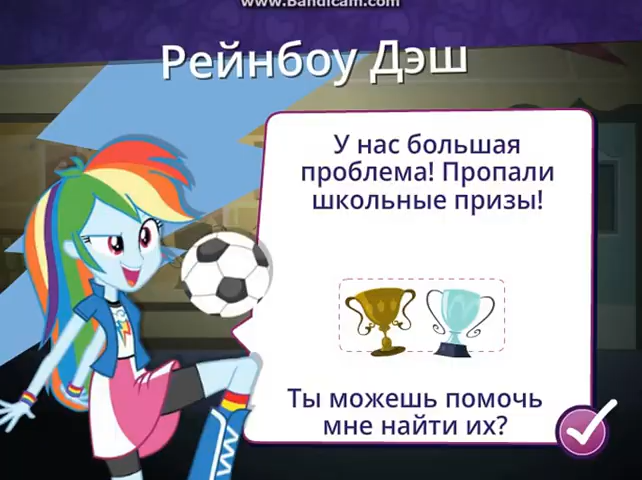 www.Bandicam.com
Рейнбоу Дэш
У нас большая
проблема! Пропали
школьные призы!
Ты можешь помочь
мне найти их?